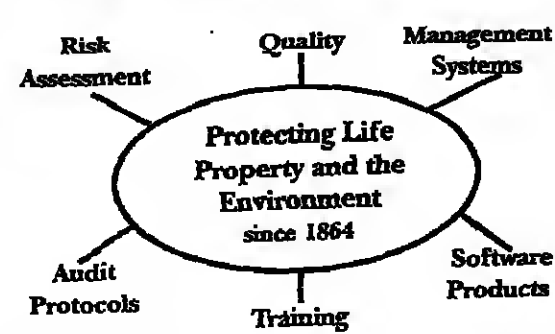 Risk
Assessment
Quality
Management
Systems
Protecting Life
Property and the
Environment
since 1864
Audit
Protocols
Training
Software
Products